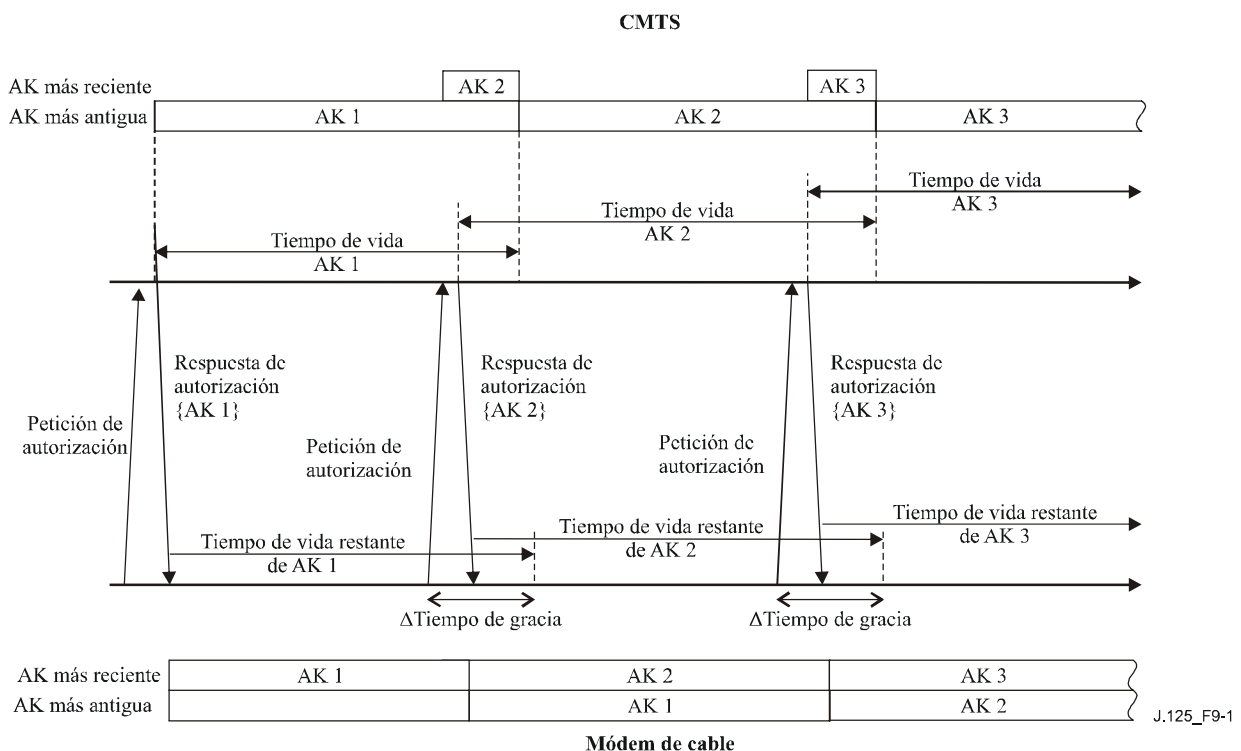 CMTS
AK más reciente
AK 2
AK 3
AK más antigua
AK 1
AK 2
AK 3
Tiempo de vida
AK 3
Tiempo de vida
AK 2
Tiempo de vida
AK 1
Respuesta de
autorización
{AK 1}
Respuesta de
autorización
{AK 2}
Respuesta de
autorización
{AK 3}
Petición de
autorización
Petición de
autorización
Petición de
autorización
Tiempo de vida restante
de AK 1
Tiempo de vida restante
de AK 2
Tiempo de vida restante
de AK 3
ΔTiempo de gracia
ΔTiempo de gracia
AK más reciente
AK 1
AK 2
AK 3
AK más antigua
AK 1
AK 2
J.125_F9-1
Módem de cable